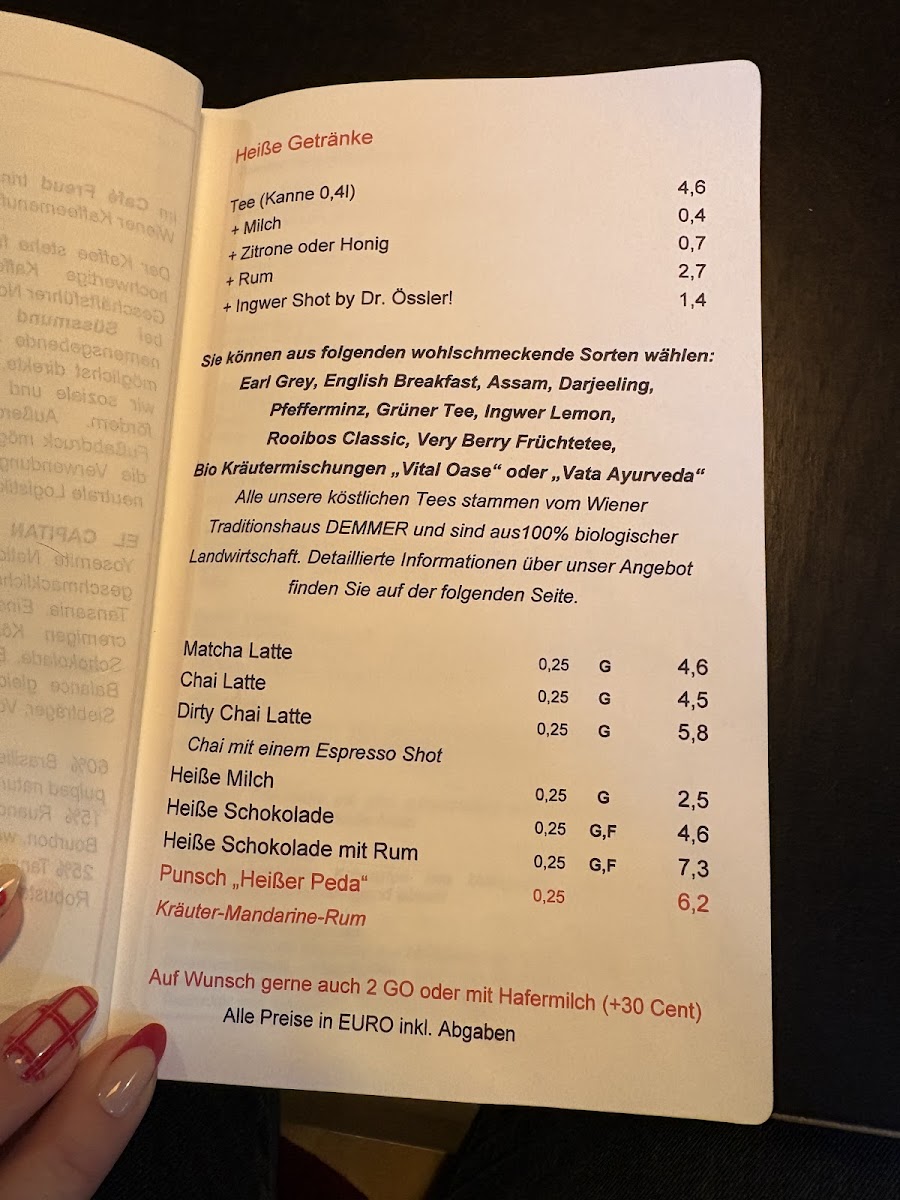 Heiße Getränke
Tee (Kanne 0,4l) 4,6
+ Milch 0,4
+ Zitrone oder Honig 0,7
+ Rum 2,7
+ Ingwer Shot by Dr. Össler! 1,4
Sie können aus folgenden wohlschmeckende Sorten wählen:
Earl Grey, English Breakfast, Assam, Darjeeling,
Pfefferminz, Grüner Tee, Ingwer Lemon,
Rooibos Classic, Very Berry Früchtetee,
Bio Kräutermischungen „Vital Oase“ oder „Vata Ayurveda“
Alle unsere köstlichen Tees stammen vom Wiener
Traditionshaus DEMMER und sind aus100% biologischer
Landwirtschaft. Detaillierte Informationen über unser Angebot
finden Sie auf der folgenden Seite.
Matcha Latte 0,25 G 4,6
Chai Latte 0,25 G 4,5
Dirty Chai Latte 0,25 G 5,8
Chai mit einem Espresso Shot
Heiße Milch 0,25 G 2,5
Heiße Schokolade 0,25 G,F 4,6
Heiße Schokolade mit Rum 0,25 G,F 7,3
Punsch „Heißer Peda“ 0,25 6,2
Kräuter-Mandarine-Rum
Auf Wunsch gerne auch 2 GO oder mit Hafermilch (+30 Cent)
Alle Preise in EURO inkl. Abgaben